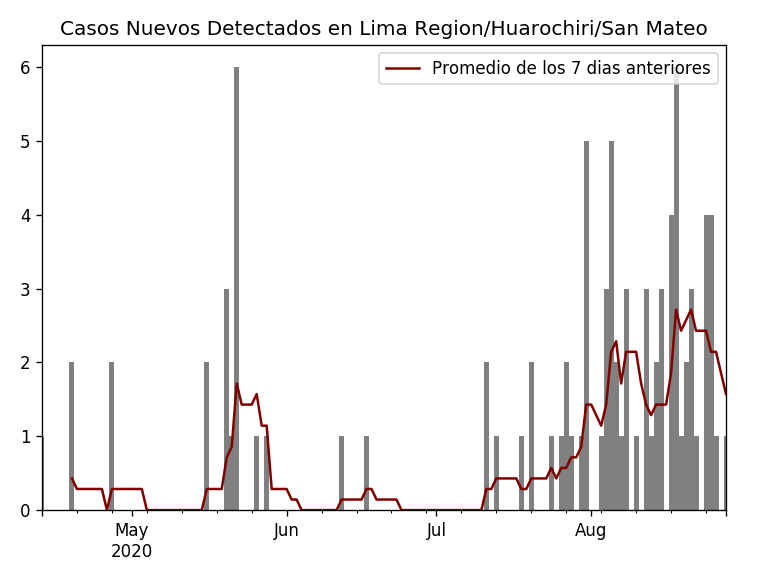 Casos Nuevos Detectados en Lima Region/Huarochiri/San Mateo
Promedio de los 7 dias anteriores
6
5
4
3
2
1
0
May Jun Jul Aug
2020